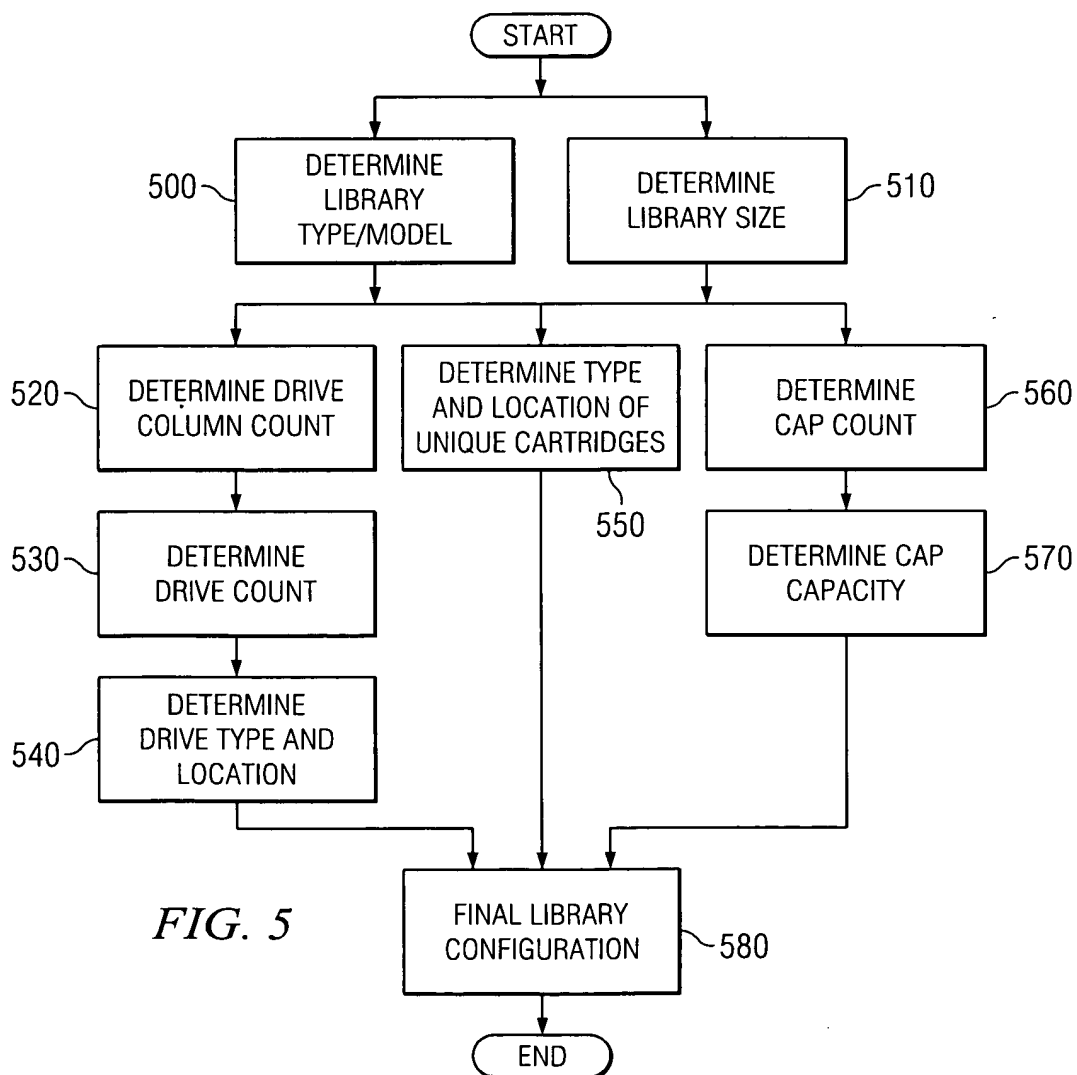 START
500
DETERMINE
LIBRARY
TYPE/MODEL
DETERMINE
LIBRARY SIZE
510
520
DETERMINE DRIVE
COLUMN COUNT
DETERMINE TYPE
AND LOCATION OF
UNIQUE CARTRIDGES
550
DETERMINE
CAP COUNT
560
530
DETERMINE
DRIVE COUNT
DETERMINE CAP
CAPACITY
570
540
DETERMINE
DRIVE TYPE AND
LOCATION
FIG. 5
FINAL LIBRARY
CONFIGURATION
580
END